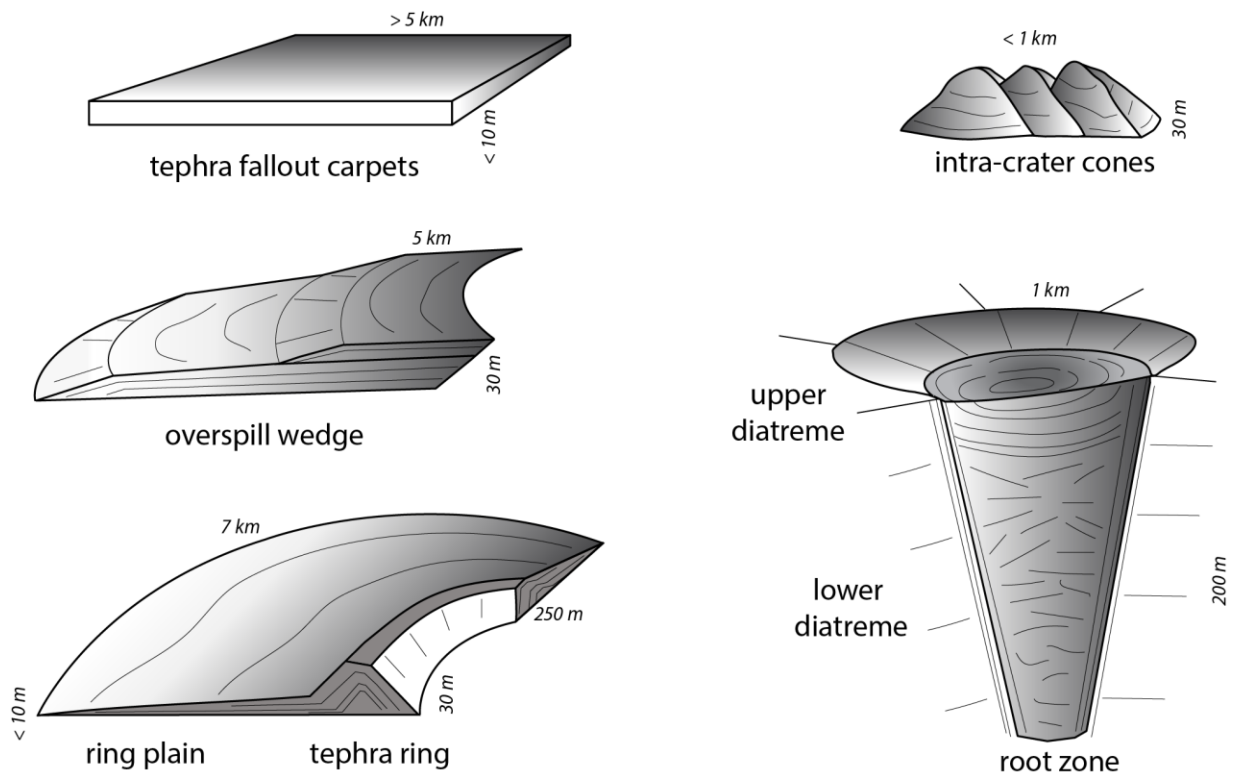 > 5 km
< 10 m
tephra fallout carpets
< 1 km
30 m
intra-crater cones
5 km
30 m
overspill wedge
1 km
upper
diatreme
lower
diatreme
200 m
root zone
7 km
250 m
30 m
< 10 m
ring plain
tephra ring